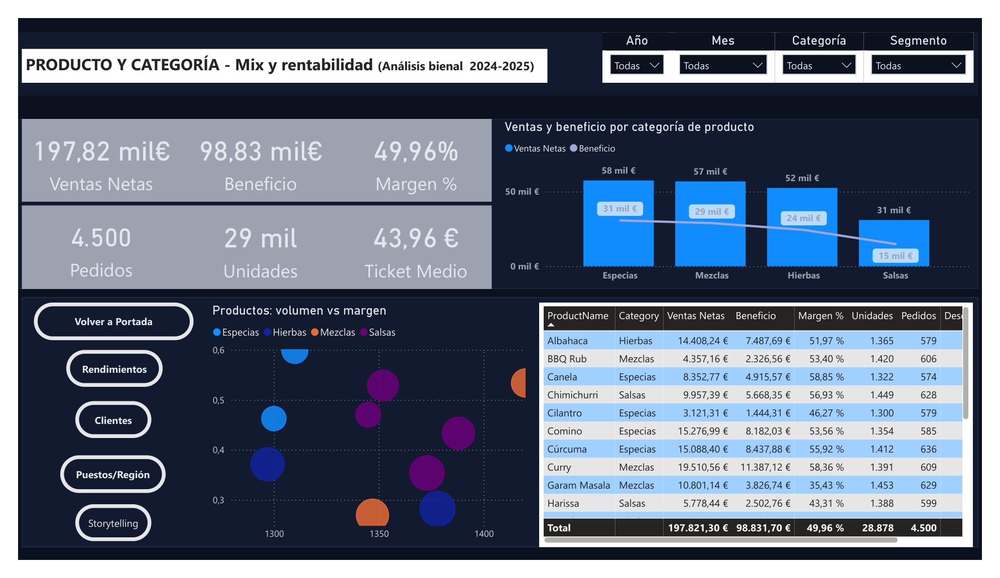 PRODUCTO Y CATEGORÍA - Mix y rentabilidad (Análisis bienal 2024-2025)
Año Mes Categoría Segmento
Todas Todas Todas Todas
197,82 mil€ 98,83 mil€ 49,96%
Ventas Netas Beneficio Margen %
4.500 29 mil 43,96 €
Pedidos Unidades Ticket Medio
Ventas y beneficio por categoría de producto
Ventas Netas Beneficio
58 mil € 57 mil € 52 mil € 31 mil €
50 mil €
31 mil € 29 mil € 24 mil € 15 mil €
0 mil €
Especias Mezclas Hierbas Salsas
Volver a Portada
Rendimientos
Clientes
Puestos/Región
Storytelling
Productos: volumen vs margen
Especias Hierbas Mezclas Salsas
0,6
0,5
0,4
0,3
1300 1350 1400
ProductName Category Ventas Netas Beneficio Margen % Unidades Pedidos
Albahaca Hierbas 14.408,24 € 7.487,69 € 51,97 % 1.365 579
BBQ Rub Mezclas 4.357,16 € 2.326,56 € 53,40 % 1.420 606
Canela Especias 8.352,77 € 4.915,57 € 58,85 % 1.322 574
Chimichurri Salsas 9.957,39 € 5.668,35 € 56,93 % 1.449 628
Cilantro Especias 3.121,31 € 1.444,31 € 46,27 % 1.300 579
Comino Especias 15.276,99 € 8.182,03 € 53,56 % 1.354 585
Cúrcuma Especias 15.088,40 € 8.437,88 € 55,92 % 1.412 636
Curry Mezclas 19.510,56 € 11.387,12 € 58,36 % 1.391 609
Garam Masala Mezclas 10.801,14 € 3.826,74 € 35,43 % 1.453 629
Harissa Salsas 5.778,44 € 2.502,76 € 43,31 % 1.388 599
Total 197.821,30 € 98.831,70 € 49,96 % 28.878 4.500